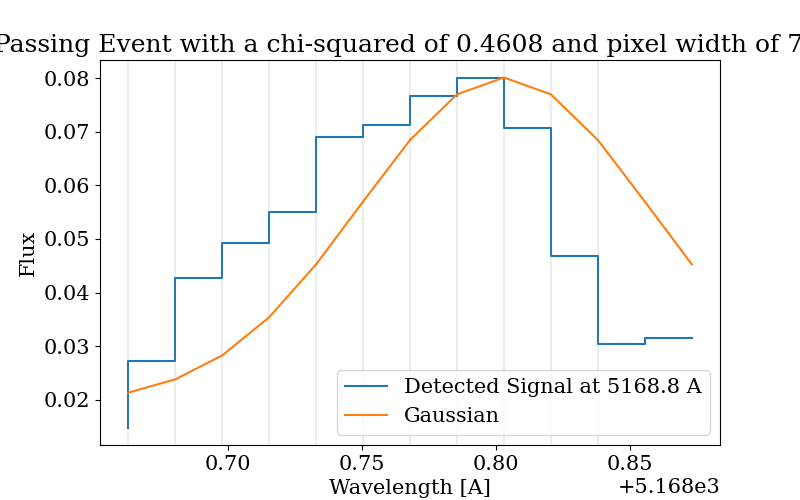 Passing Event with a chi-squared of 0.4608 and pixel width of 7
0.08
0.07
0.06
0.05
0.04
0.03
0.02
Flux
Detected Signal at 5168.8 A
Gaussian
0.70 0.75 0.80 0.85
Wavelength [A]
+5.168e3